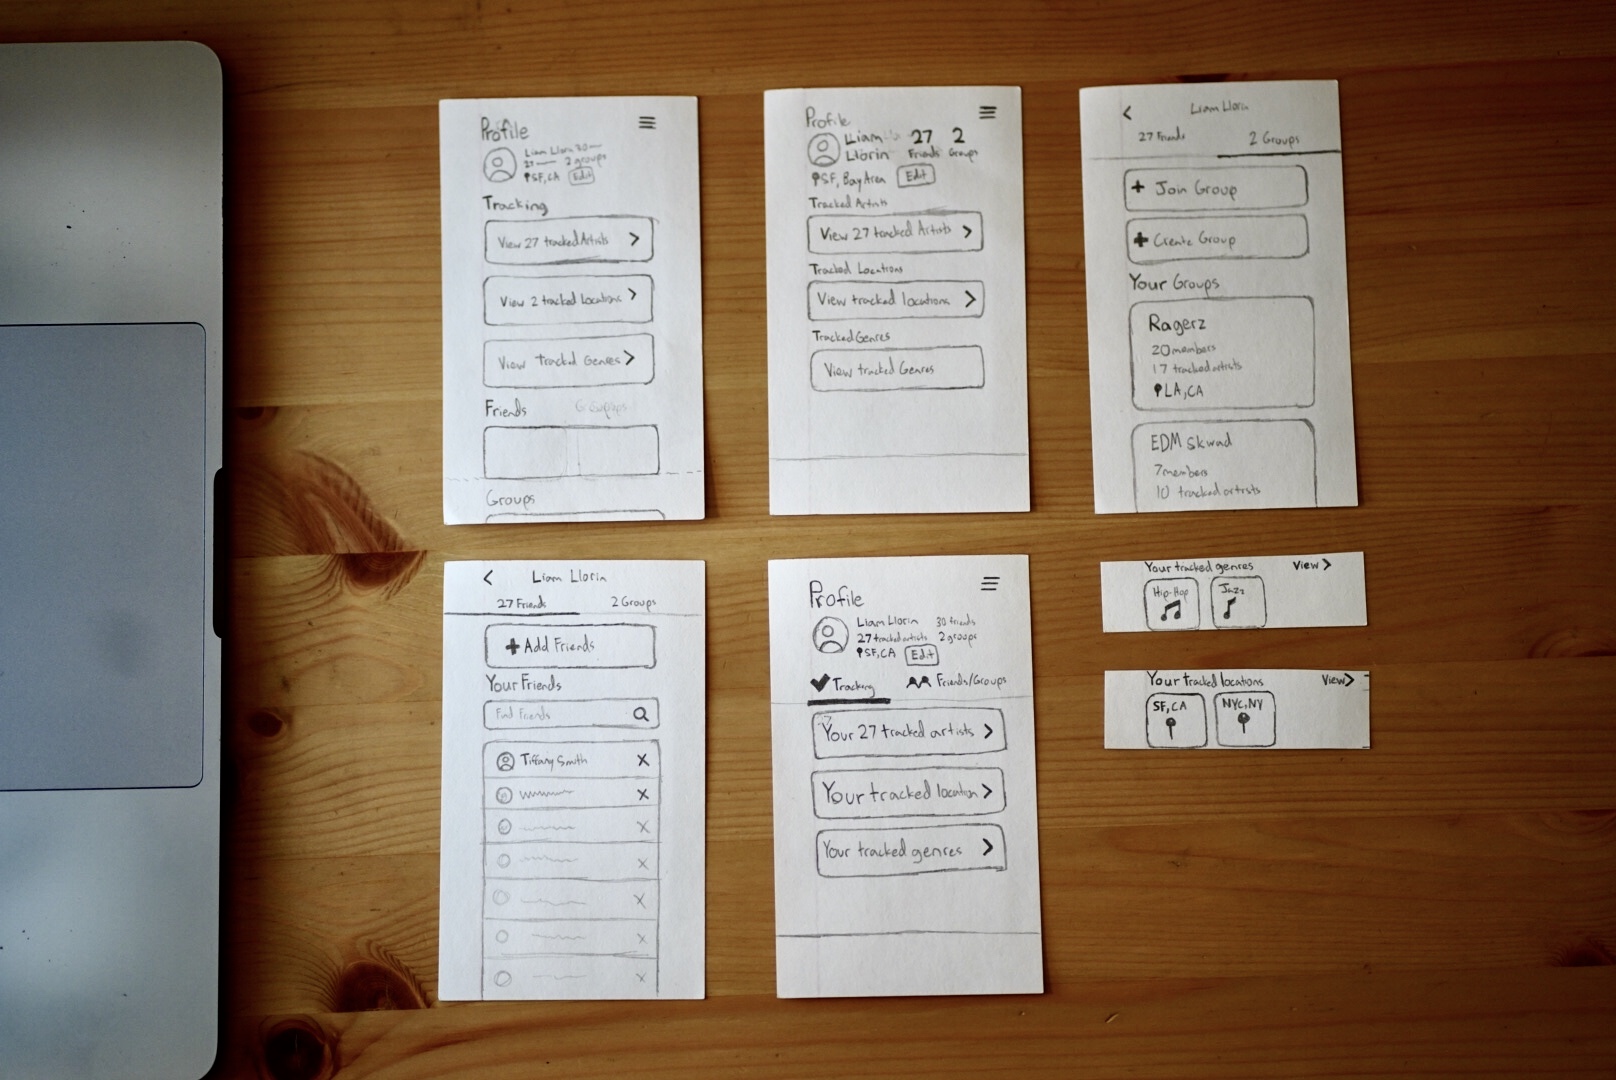 Profile
Liam Llorin 30
27 2 groups
SF, CA Edit
Tracking
View 27 tracked Artists
View 2 tracked Locations
View Tracked Genres
Friends
Groups
Profile
Lliam 27 2
Llorin Friends Groups
SF, Bay Area Edit
Tracked Artists
View 27 tracked Artists
Tracked Locations
View tracked locations
Tracked Genres
View tracked Genres
Liam Llorin
27 Friends 2 Groups
+ Join Group
+ Create Group
Your Groups
Ragerz
20 members
17 tracked artists
LA, CA
EDM Skwad
7 members
10 tracked artists
Liam Llorin
27 Friends 2 Groups
+ Add Friends
Your Friends
Find Friends
Tiffany Smith X
X
X
X
X
X
X
Profile
Liam Llorin 30 friends
27 tracked artists 2 groups
SF, CA Edit
Tracking Friends/Groups
Your 27 tracked artists
Your tracked location
Your tracked genres
Your tracked genres View
Hip-Hop Jazz
Your tracked locations View
SF, CA NYC, NY